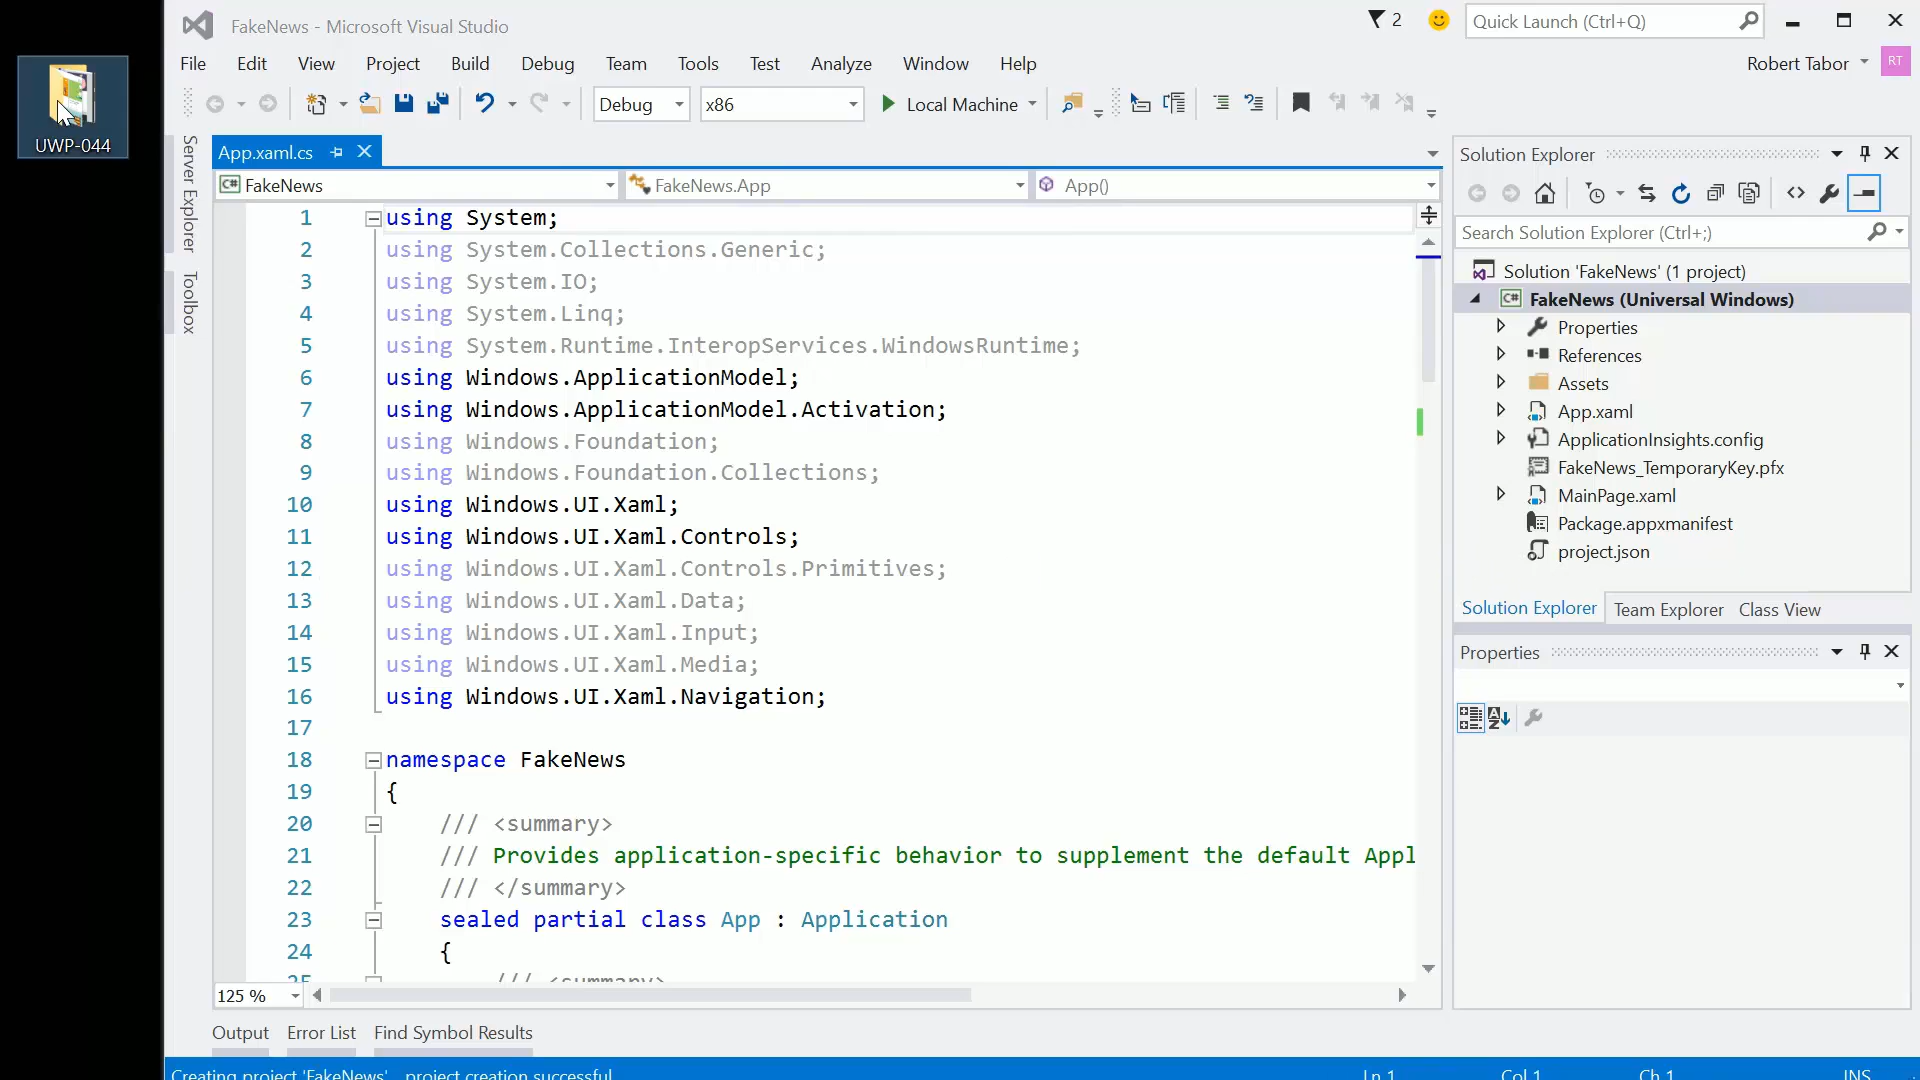 UWP-044
FakeNews - Microsoft Visual Studio
2
Quick Launch (Ctrl+Q)
File Edit View Project Build Debug Team Tools Test Analyze Window Help
Robert Tabor RT
Debug x86 Local Machine
Server Explorer
Toolbox
App.xaml.cs
C# FakeNews FakeNews.App App()
1 using System;
2 using System.Collections.Generic;
3 using System.IO;
4 using System.Linq;
5 using System.Runtime.InteropServices.WindowsRuntime;
6 using Windows.ApplicationModel;
7 using Windows.ApplicationModel.Activation;
8 using Windows.Foundation;
9 using Windows.Foundation.Collections;
10 using Windows.UI.Xaml;
11 using Windows.UI.Xaml.Controls;
12 using Windows.UI.Xaml.Controls.Primitives;
13 using Windows.UI.Xaml.Data;
14 using Windows.UI.Xaml.Input;
15 using Windows.UI.Xaml.Media;
16 using Windows.UI.Xaml.Navigation;
17
18 namespace FakeNews
19 {
20 /// <summary>
21 /// Provides application-specific behavior to supplement the default Appl
22 /// </summary>
23 sealed partial class App : Application
24 {
25 /// <summary>
125 %
Output Error List Find Symbol Results
Creating project 'FakeNews'... project creation successful.
Ln 1 Col 1 Ch 1 INS
Solution Explorer
Search Solution Explorer (Ctrl+;)
Solution 'FakeNews' (1 project)
C# FakeNews (Universal Windows)
Properties
References
Assets
App.xaml
ApplicationInsights.config
FakeNews_TemporaryKey.pfx
MainPage.xaml
Package.appxmanifest
project.json
Solution Explorer Team Explorer Class View
Properties